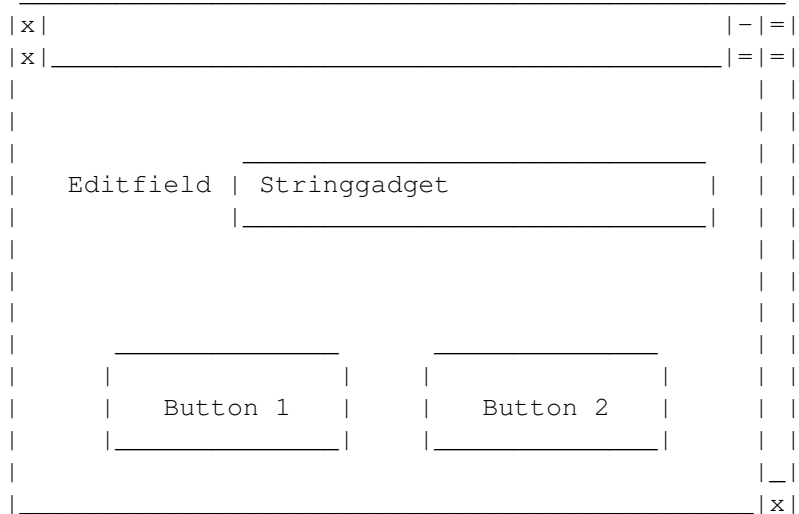 x - =
x = =
Editfield Stringgadget
Button 1 Button 2
x